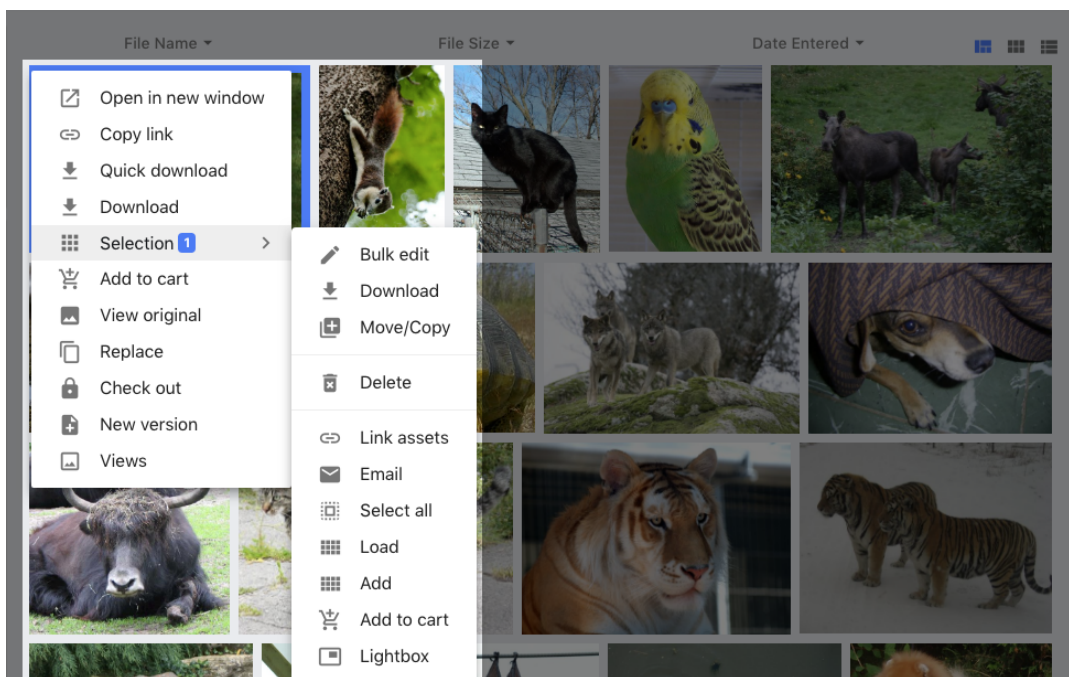 File Name
File Size
Date Entered
Open in new window
Copy link
Quick download
Download
Selection 1
Add to cart
View original
Replace
Check out
New version
Views
Bulk edit
Download
Move/Copy
Delete
Link assets
Email
Select all
Load
Add
Add to cart
Lightbox